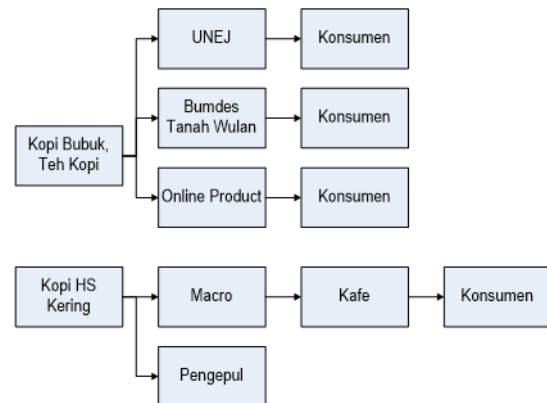 UNEJ
Konsumen
Bumdes
Tanah Wulan
Konsumen
Kopi Bubuk,
Teh Kopi
Online Product
Konsumen
Kopi HS
Kering
Macro
Kafe
Konsumen
Pengepul